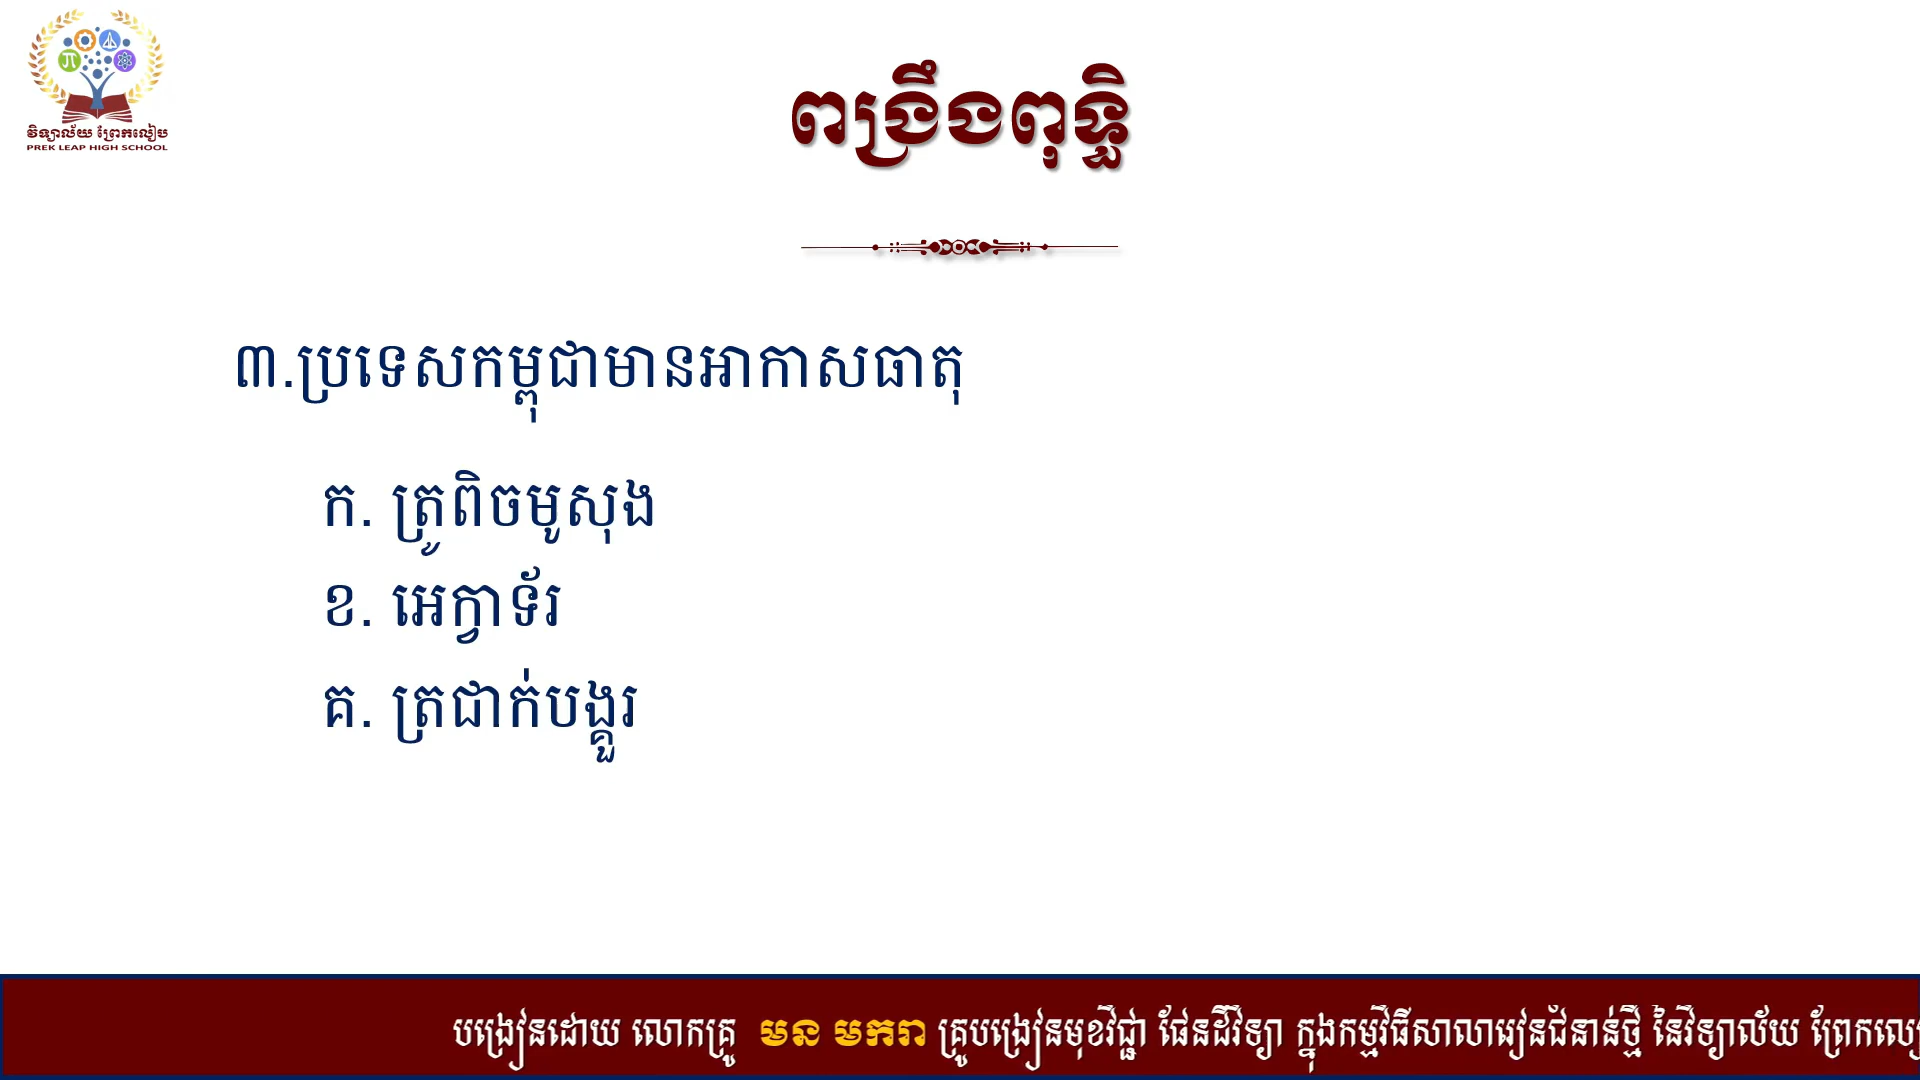 វិទ្យាល័យ ព្រែកលៀប
PREK LEAP HIGH SCHOOL
ពង្រឹងពុទ្ធិ
៣.ប្រទេសកម្ពុជាមានអាកាសធាតុ
ក. ត្រូពិចមូសុង
ខ. អេក្វាទ័រ
គ. ត្រជាក់បង្គួរ
បង្រៀនដោយ លោកគ្រូ មន មករា គ្រូបង្រៀនមុខវិជ្ជា ផែនដីវិទ្យា ក្នុងកម្មវិធីសាលារៀនជំនាន់ថ្មី នៃវិទ្យាល័យ